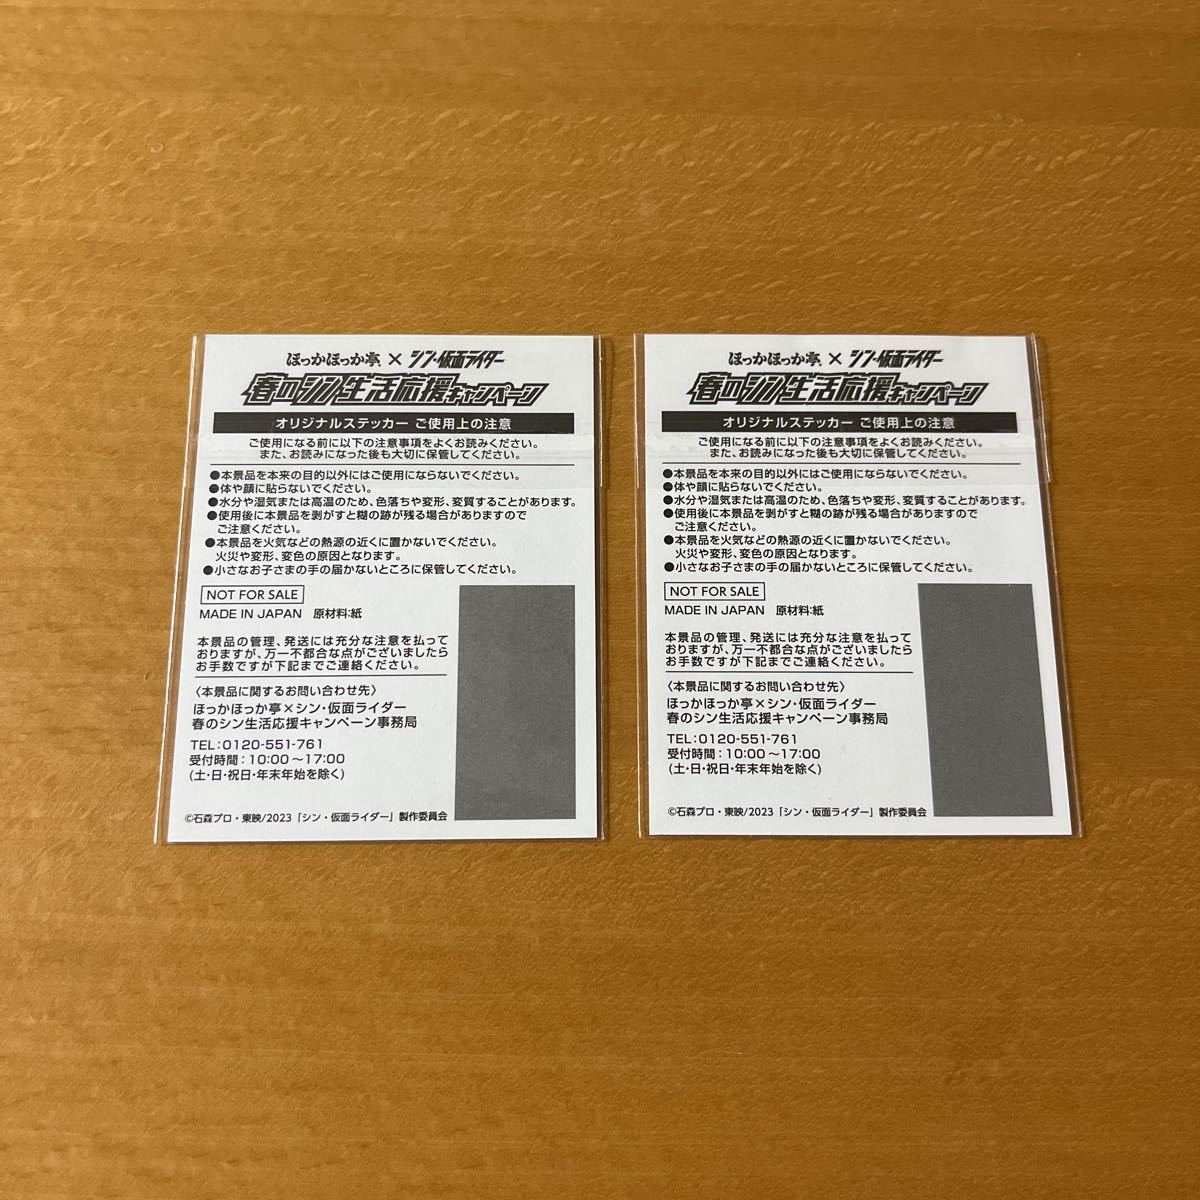 ほっかほっか亭 × シン・仮面ライダー
春のシン生活応援キャンペーン
オリジナルステッカー ご使用上の注意
ご使用になる前に以下の注意事項をよくお読みください。
また、お読みになった後も大切に保管してください。
●本景品を本来の目的以外にはご使用にならないでください。
●体や顔に貼らないでください。
●水分や湿気または高温のため、色落ちや変形、変質することがあります。
●使用後に本景品を剥がすと糊の跡が残る場合がありますので
ご注意ください。
●本景品を火気などの熱源の近くに置かないでください。
火災や変形、変色の原因となります。
●小さなお子さまの手の届かないところに保管してください。
NOT FOR SALE
MADE IN JAPAN 原材料:紙
本景品の管理、発送には充分な注意を払って
おりますが、万一不都合な点がございましたら
お手数ですが下記までご連絡ください。
〈本景品に関するお問い合わせ先〉
ほっかほっか亭×シン・仮面ライダー
春のシン生活応援キャンペーン事務局
TEL:0120-551-761
受付時間:10:00～17:00
(土・日・祝日・年末年始を除く)
©石森プロ・東映/2023「シン・仮面ライダー」製作委員会
ほっかほっか亭 × シン・仮面ライダー
春のシン生活応援キャンペーン
オリジナルステッカー ご使用上の注意
ご使用になる前に以下の注意事項をよくお読みください。
また、お読みになった後も大切に保管してください。
●本景品を本来の目的以外にはご使用にならないでください。
●体や顔に貼らないでください。
●水分や湿気または高温のため、色落ちや変形、変質することがあります。
●使用後に本景品を剥がすと糊の跡が残る場合がありますので
ご注意ください。
●本景品を火気などの熱源の近くに置かないでください。
火災や変形、変色の原因となります。
●小さなお子さまの手の届かないところに保管してください。
NOT FOR SALE
MADE IN JAPAN 原材料:紙
本景品の管理、発送には充分な注意を払って
おりますが、万一不都合な点がございましたら
お手数ですが下記までご連絡ください。
〈本景品に関するお問い合わせ先〉
ほっかほっか亭×シン・仮面ライダー
春のシン生活応援キャンペーン事務局
TEL:0120-551-761
受付時間:10:00～17:00
(土・日・祝日・年末年始を除く)
©石森プロ・東映/2023「シン・仮面ライダー」製作委員会